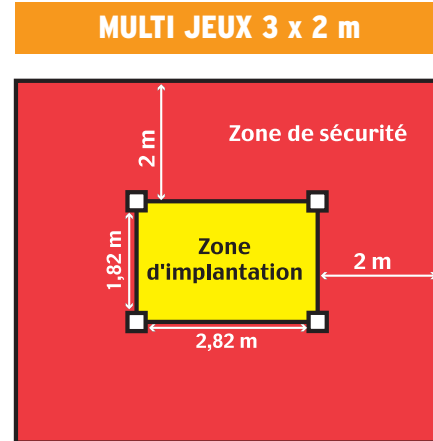 MULTI JEUX 3 x 2 m
Zone de sécurité
2 m
Zone
d'implantation
1,82 m
2 m
2,82 m